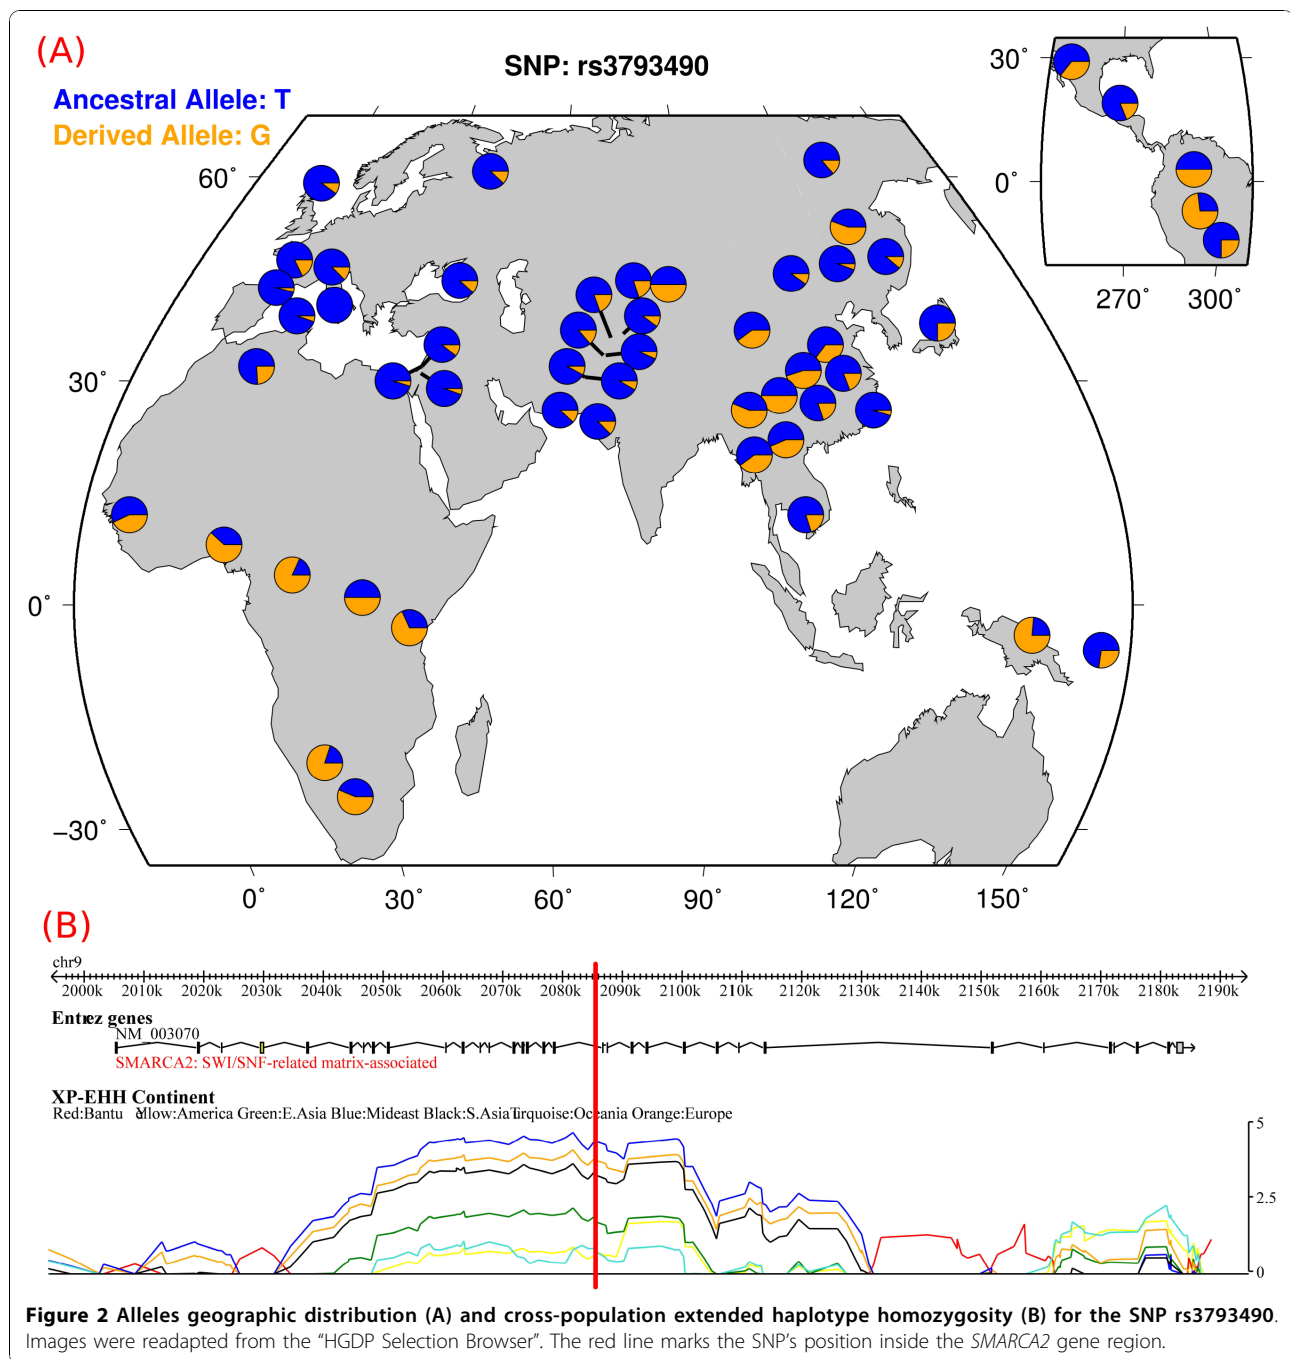 (A)
SNP: rs3793490
Ancestral Allele: T
Derived Allele: G
60°
30°
0°
−30°
0° 30° 60° 90° 120° 150°
30°
0°
270° 300°
(B)
chr9
2000k 2010k 2020k 2030k 2040k 2050k 2060k 2070k 2080k 2090k 2100k 210k 2120k 2130k 2140k 2150k 2160k 2170k 2180k 2190k
Entrez genes
NM_003070
SMARCA2: SWI/SNF-related matrix-associated
XP-EHH Continent
Red:Bantu Yellow:America Green:E.Asia Blue:Mideast Black:S.Asia Turquoise:Oceania Orange:Europe
5
2.5
0
Figure 2 Alleles geographic distribution (A) and cross-population extended haplotype homozygosity (B) for the SNP rs3793490.
Images were readapted from the “HGDP Selection Browser”. The red line marks the SNP’s position inside the SMARCA2 gene region.